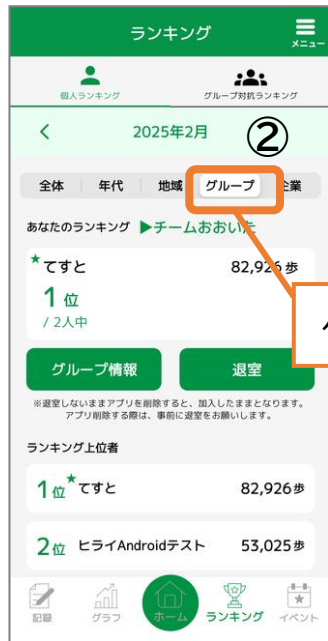 ランキング
メニュー
個人ランキング
グループ対抗ランキング
2025年2月
②
全体 年代 地域 グループ 企業
あなたのランキング ▶チームおおいた
★てすと 82,926歩
1位
/ 2人中
グループ情報 退室
※退室しないままアプリを削除すると、加入したままとなります。
アプリ削除する際は、事前に退室をお願いします。
ランキング上位者
1位 ★てすと 82,926歩
2位 ヒライAndroidテスト 53,025歩
記録 グラフ ホーム ランキング イベント